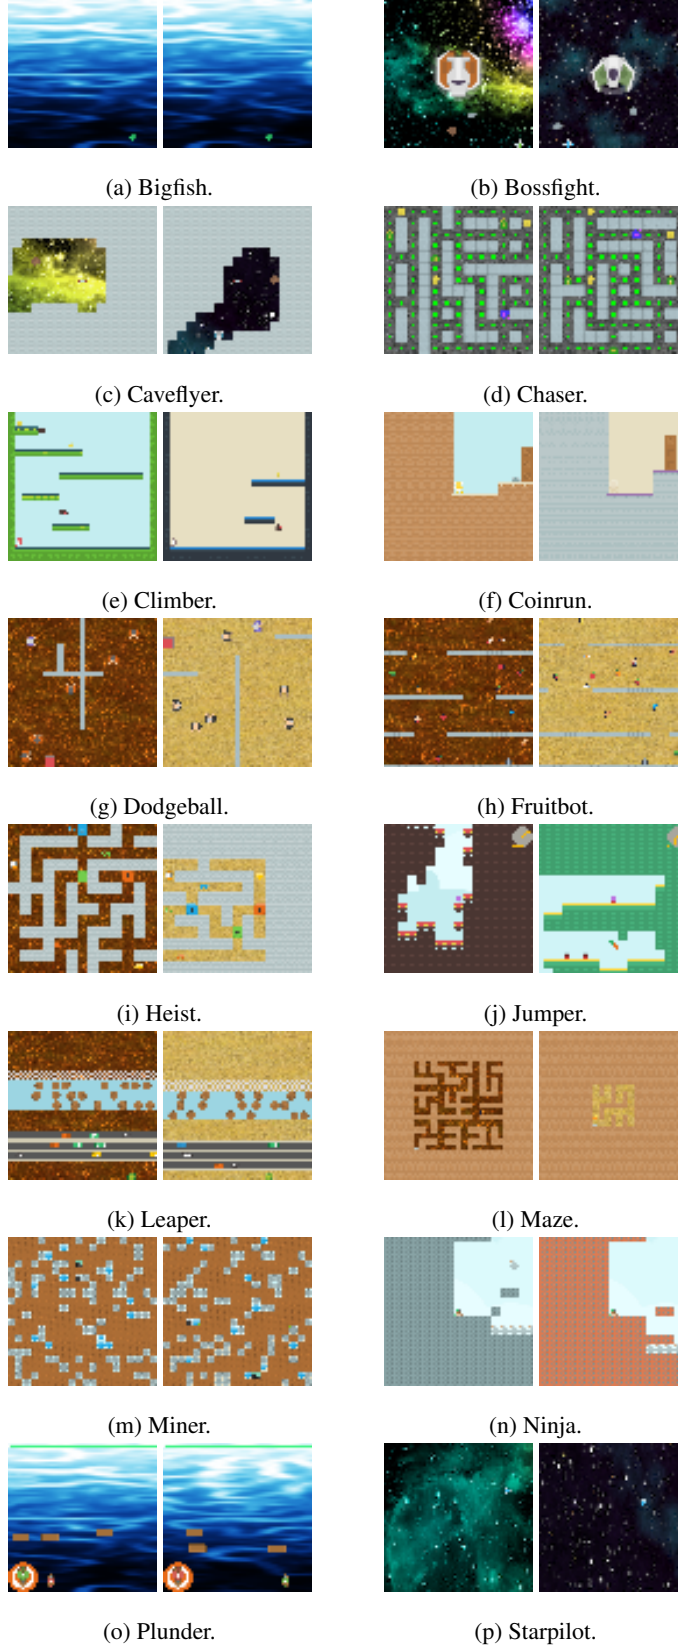 (a) Bigfish.
(b) Bossfight.
(c) Caveflyer.
(d) Chaser.
(e) Climber.
(f) Coinrun.
(g) Dodgeball.
(h) Fruitbot.
(i) Heist.
(j) Jumper.
(k) Leaper.
(l) Maze.
(m) Miner.
(n) Ninja.
(o) Plunder.
(p) Starpilot.